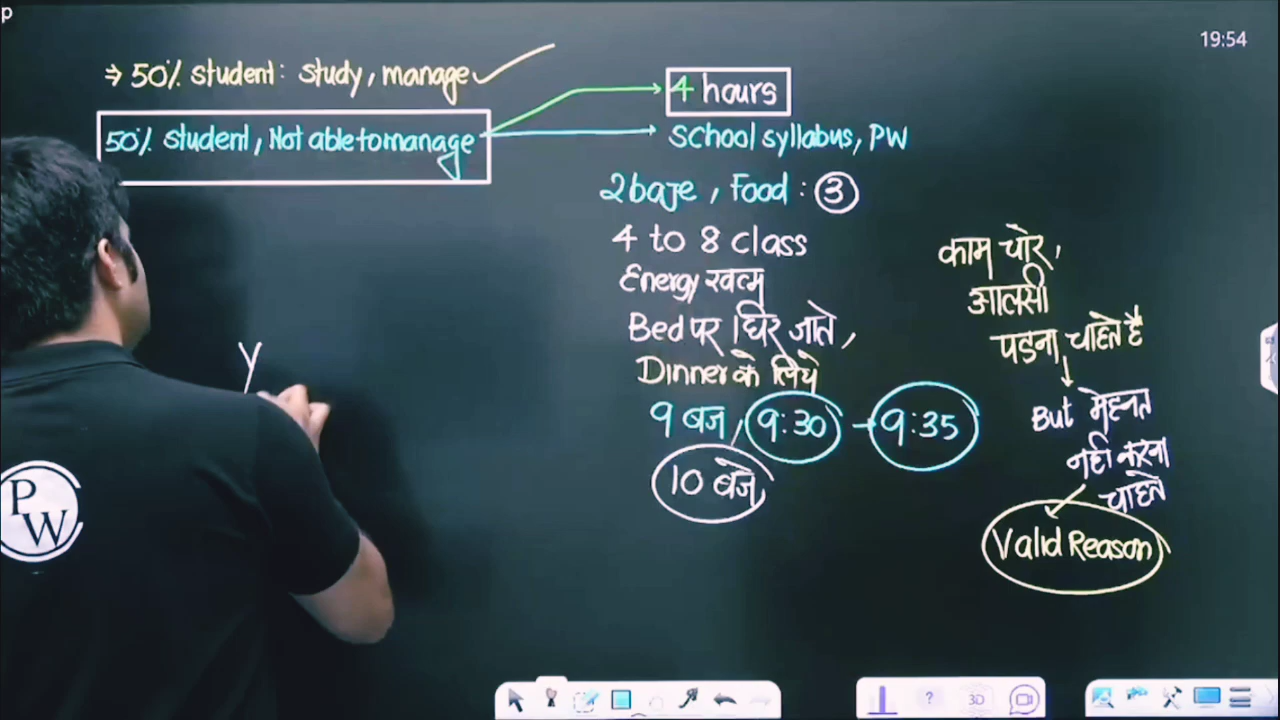 p
19:54
⇒ 50% student: study, manage ✓
50% student, Not able to manage
4 hours
School syllabus, PW
2 baje, Food: 3
4 to 8 class
Energy खत्म
Bed पर घिर जाते,
Dinner के लिये
9 बज, 9:30 → 9:35
10 बजे
काम चोर,
आलसी
पढना चाहते है
But मेहनत
नही करना
चाहते
Valid Reason
Y
PW
?
3D